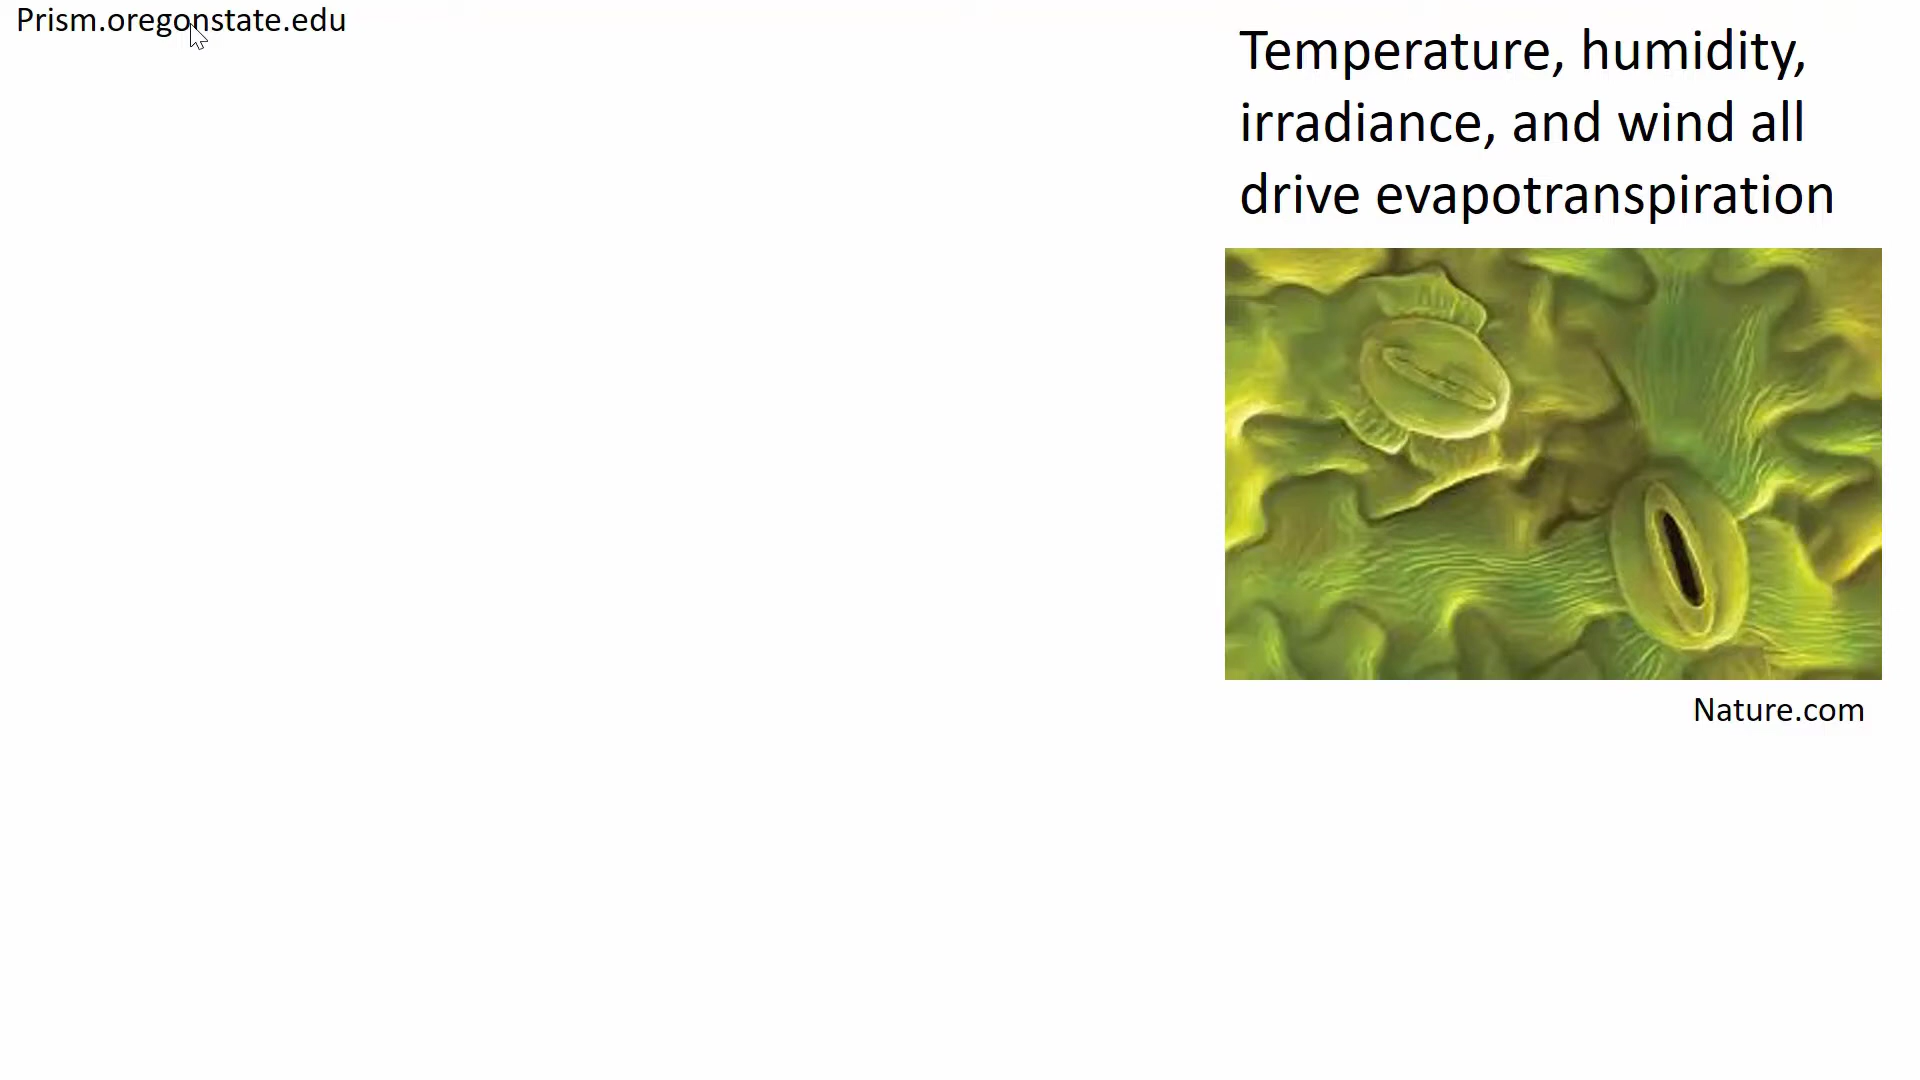 Prism.oregonstate.edu
Temperature, humidity,
irradiance, and wind all
drive evapotranspiration
Nature.com